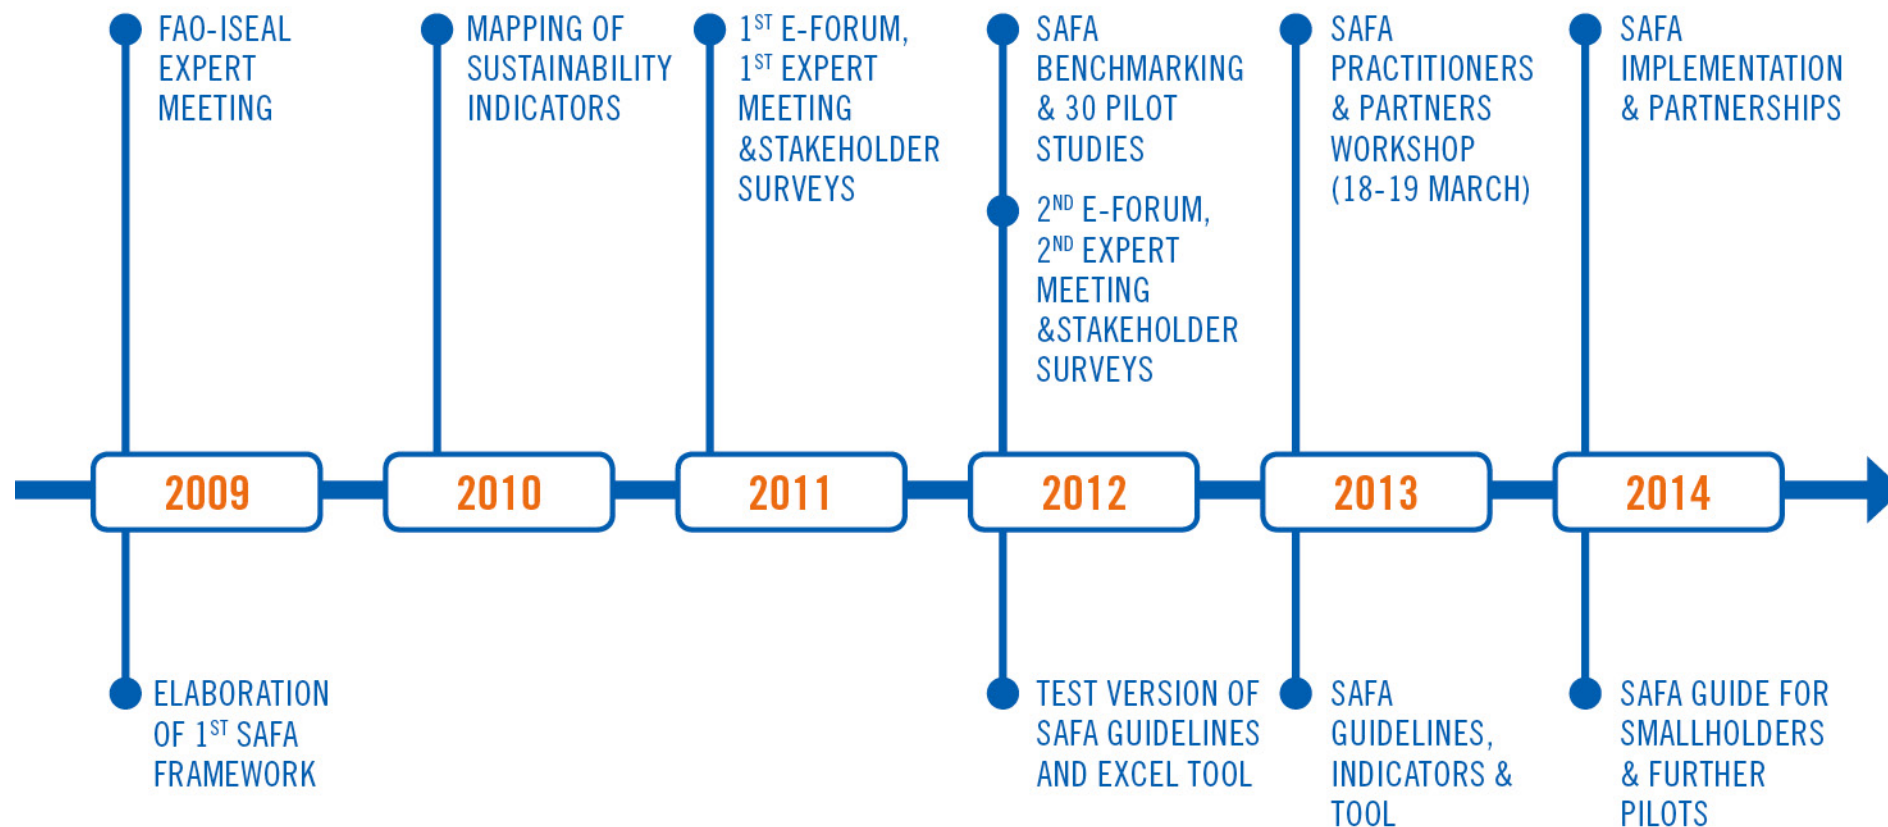 FAO-ISEAL
EXPERT
MEETING
MAPPING OF
SUSTAINABILITY
INDICATORS
1ST E-FORUM,
1ST EXPERT
MEETING
&STAKEHOLDER
SURVEYS
SAFA
BENCHMARKING
& 30 PILOT
STUDIES
2ND E-FORUM,
2ND EXPERT
MEETING
&STAKEHOLDER
SURVEYS
SAFA
PRACTITIONERS
& PARTNERS
WORKSHOP
(18-19 MARCH)
SAFA
IMPLEMENTATION
& PARTNERSHIPS
2009
2010
2011
2012
2013
2014
ELABORATION
OF 1ST SAFA
FRAMEWORK
TEST VERSION OF
SAFA GUIDELINES
AND EXCEL TOOL
SAFA
GUIDELINES,
INDICATORS &
TOOL
SAFA GUIDE FOR
SMALLHOLDERS
& FURTHER
PILOTS